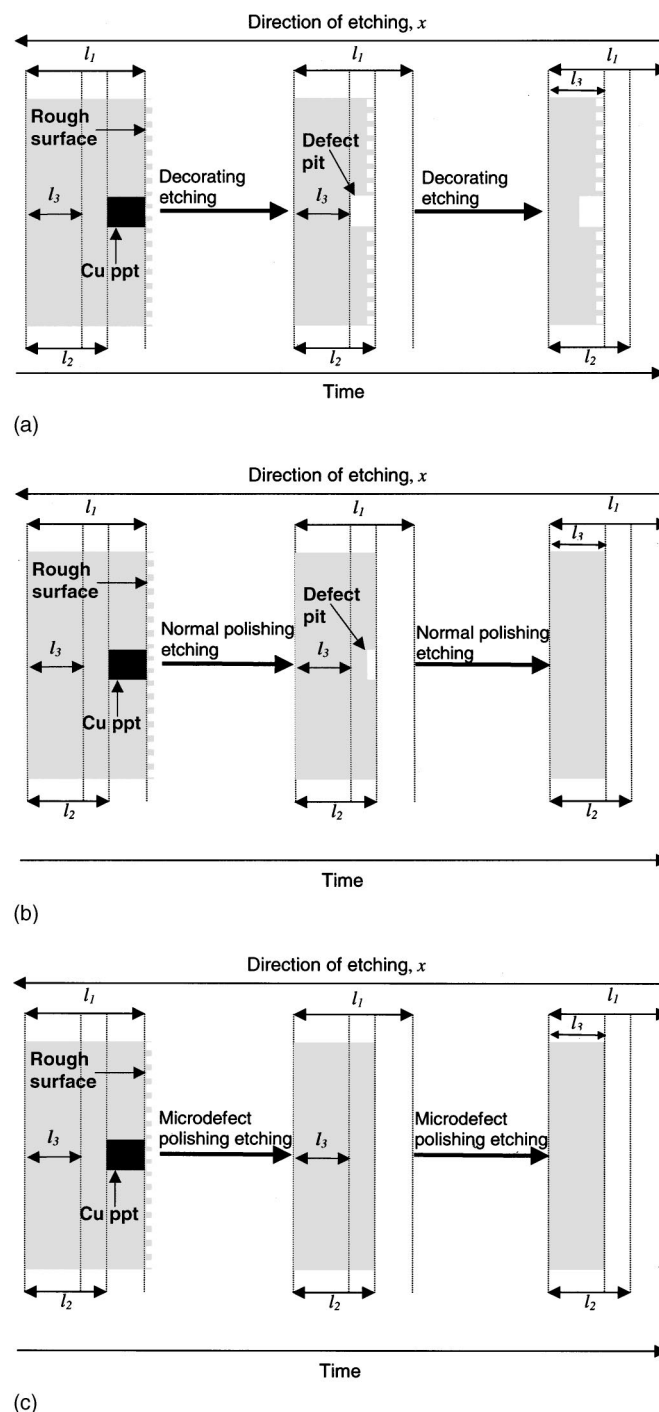 Direction of etching, x
l1 l1 l1
l3
Rough
surface
Defect
pit
Decorating
etching
Decorating
etching
l3 l3
Cu ppt
l2 l2 l2
Time
(a)
Direction of etching, x
l1 l1 l1
l3
Rough
surface
Defect
pit
Normal polishing
etching
Normal polishing
etching
l3 l3
Cu ppt
l2 l2 l2
Time
(b)
Direction of etching, x
l1 l1 l1
l3
Rough
surface
Microdefect
polishing etching
Microdefect
polishing etching
l3 l3
Cu ppt
l2 l2 l2
Time
(c)